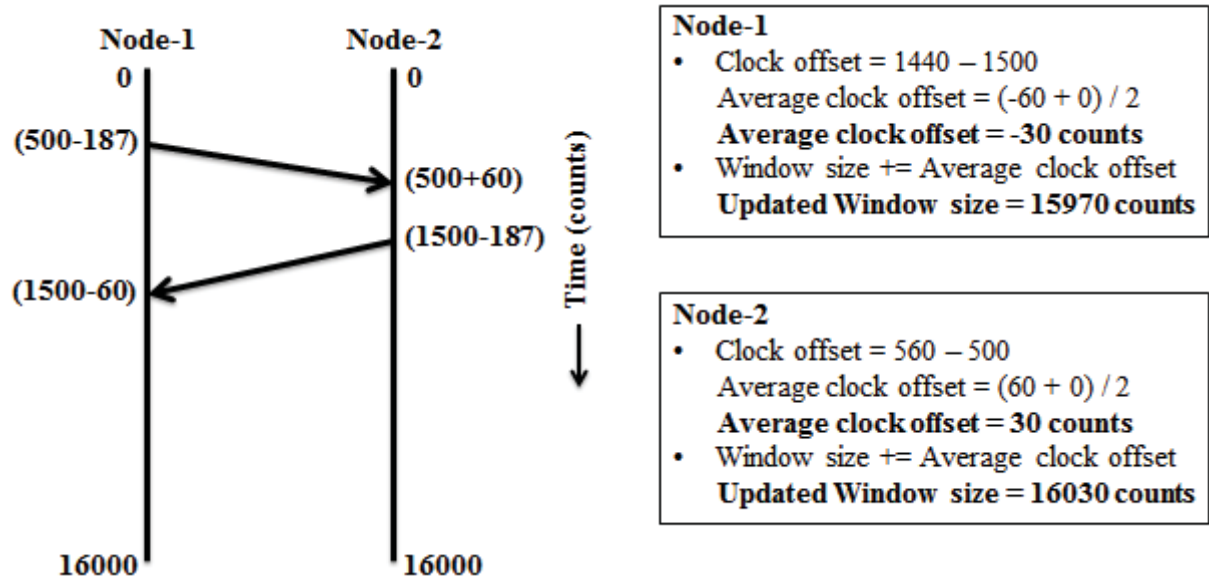 Node-1 Node-2
0 0
(500-187)
(500+60)
(1500-187)
(1500-60)
16000 16000
Time (counts)
Node-1
• Clock offset = 1440 – 1500
Average clock offset = (-60 + 0) / 2
Average clock offset = -30 counts
• Window size += Average clock offset
Updated Window size = 15970 counts
Node-2
• Clock offset = 560 – 500
Average clock offset = (60 + 0) / 2
Average clock offset = 30 counts
• Window size += Average clock offset
Updated Window size = 16030 counts